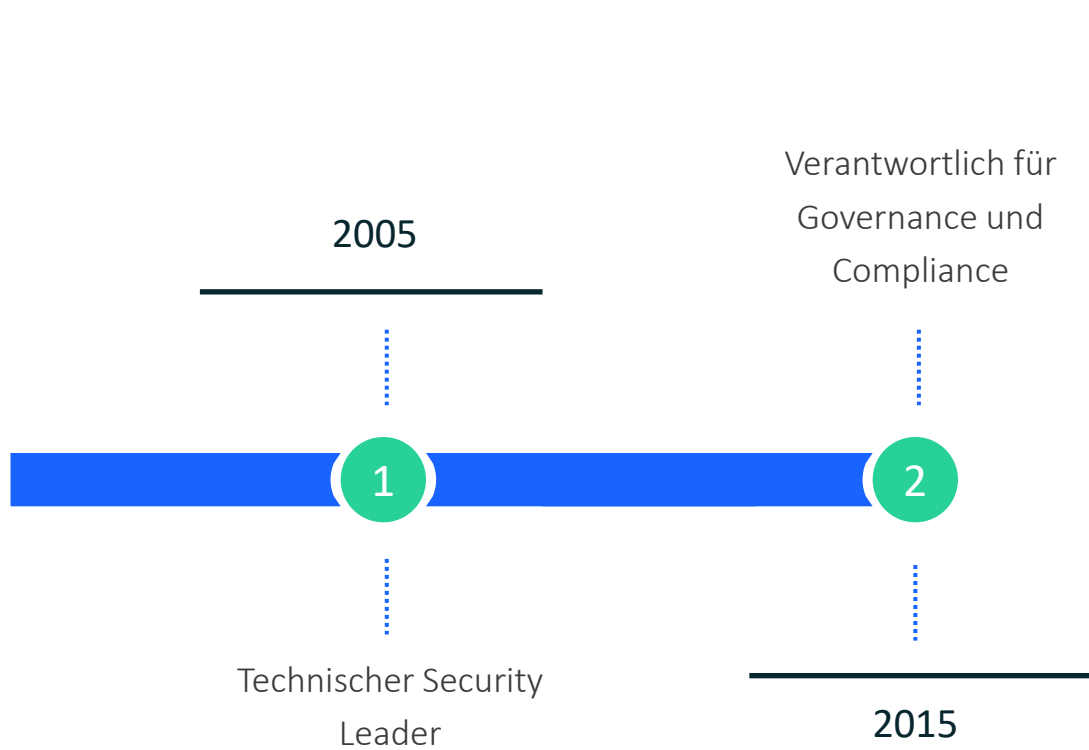 2005
1
Technischer Security
Leader
Verantwortlich für
Governance und
Compliance
2
2015